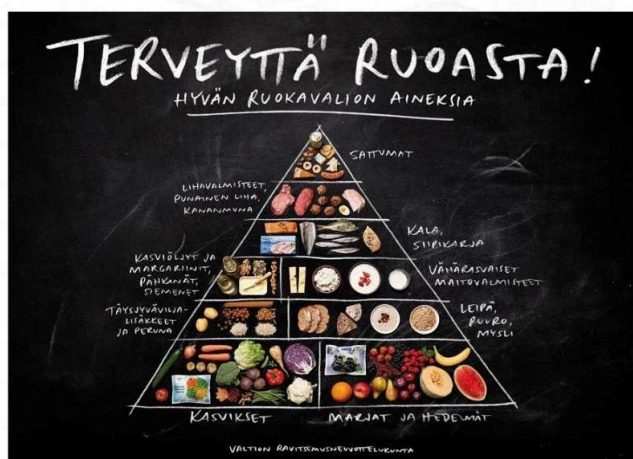 TERVEYTTÄ RUOASTA!
HYVÄN RUOKAVALION AINEKSIA
SATTUMAT
LIHAVALMISTEET,
PUNAINEN LIHA,
KANANMUNA
KALA,
SIIPIKARJA
KASVIÖLJYT JA
MARGARIINIT,
PÄHKINÄT,
SIEMENET
VÄHÄRASVAISET
MAITOVALMISTEET
TÄYSJYVÄVILJA-
LISÄKKEET
JA PERUNA
LEIPÄ,
PUURO,
MYSLI
KASVIKSET
MARJAT JA HEDELMÄT
VALTION RAVITSEMUSNEUVOTTELUKUNTA